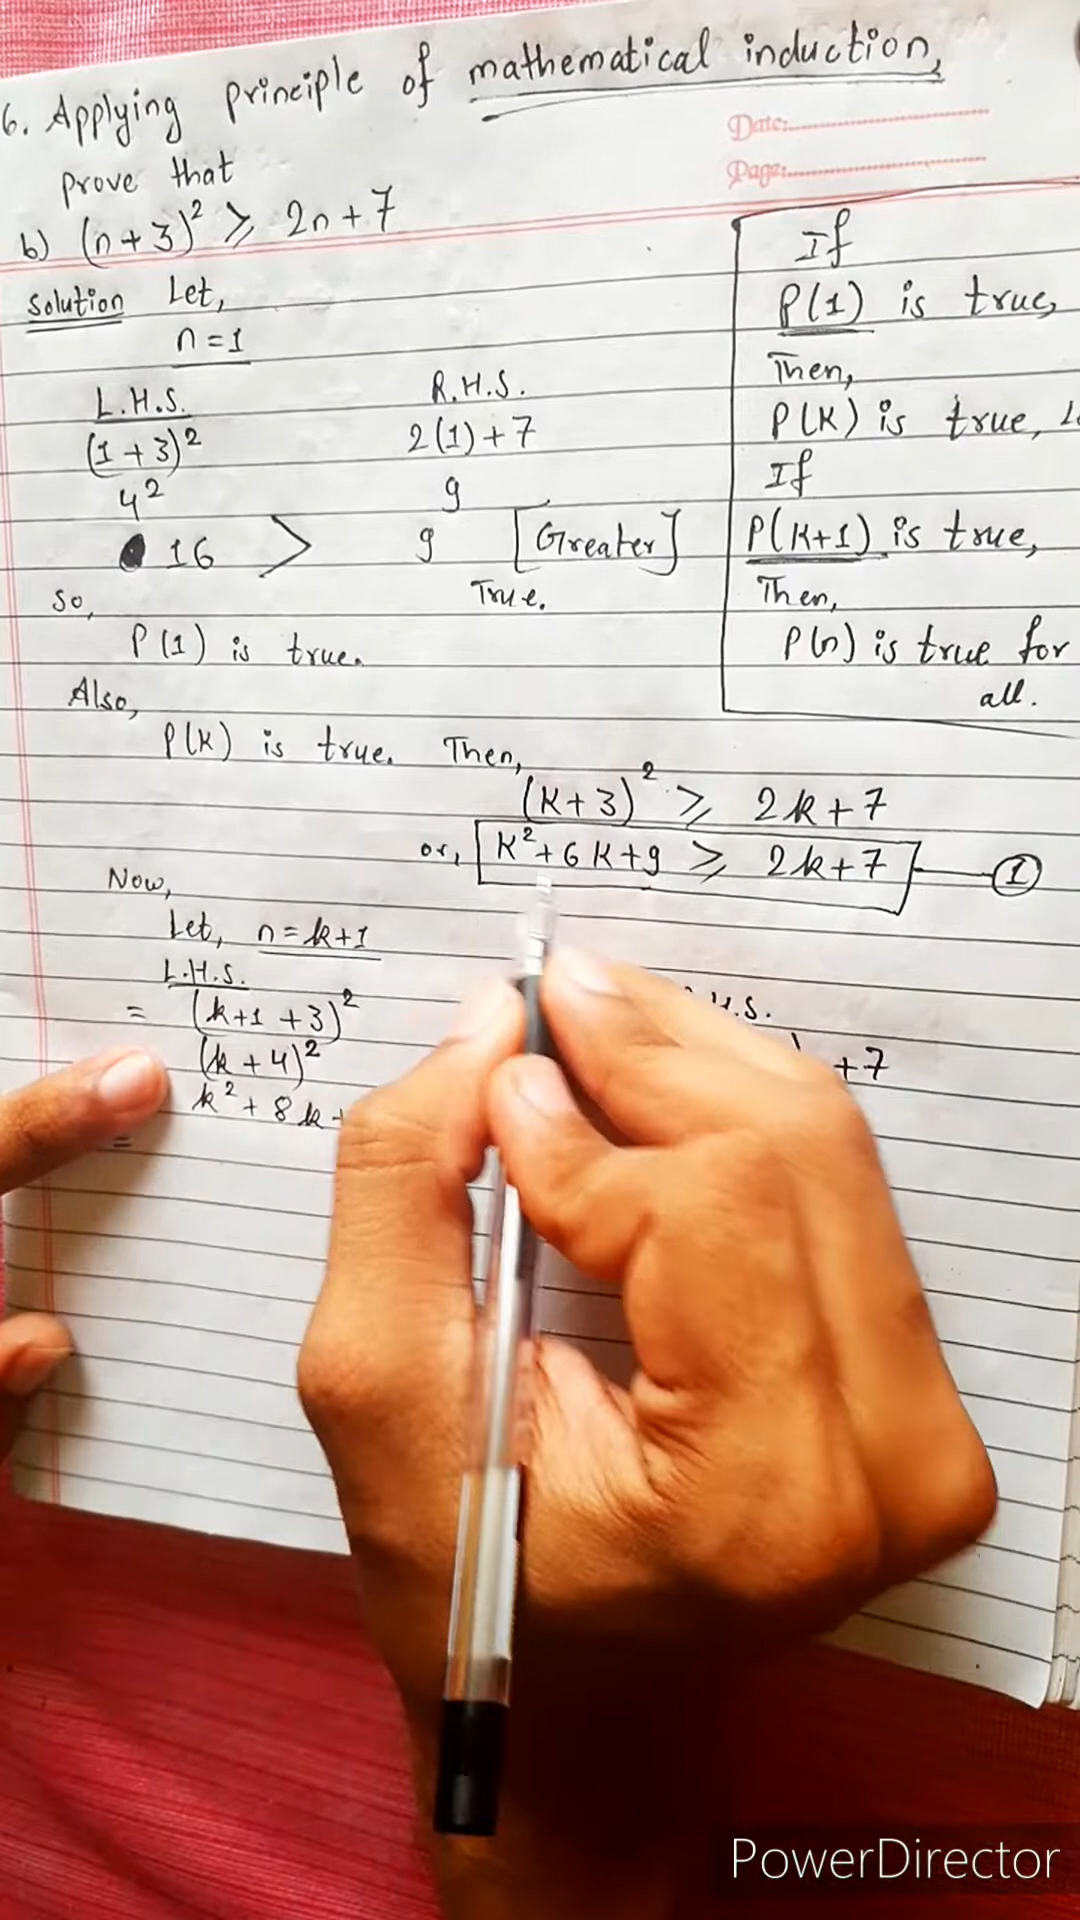 6. Applying principle of mathematical induction,
prove that
b) (n+3)² ≥ 2n+7
Date:
Page:
Solution Let,
n=1
L.H.S. R.H.S.
(1+3)² 2(1)+7
4² 9
16 > 9 [Greater]
So, True.
P(1) is true.
Also,
P(k) is true. Then,
(k+3)² ≥ 2k+7
or, k²+6k+9 ≥ 2k+7 ①
Now,
Let, n=k+1
L.H.S. H.S.
= (k+1+3)² +7
(k+4)²
k²+8k+
=
If
P(1) is true,
Then,
P(k) is true,
If
P(k+1) is true,
Then,
P(n) is true for
all.
PowerDirector